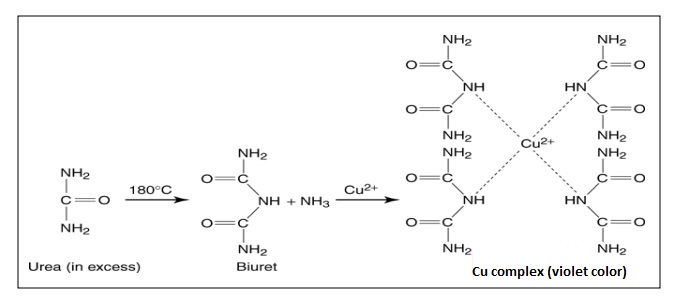 NH2
C=O
NH2
Urea (in excess)
180°C
NH2
O=C
NH + NH3
O=C
NH2
Biuret
Cu2+
NH2
O=C
NH
O=C
NH2
NH2
O=C
NH
O=C
NH2
Cu2+
NH2
C=O
HN
C=O
NH2
NH2
C=O
HN
C=O
NH2
Cu complex (violet color)